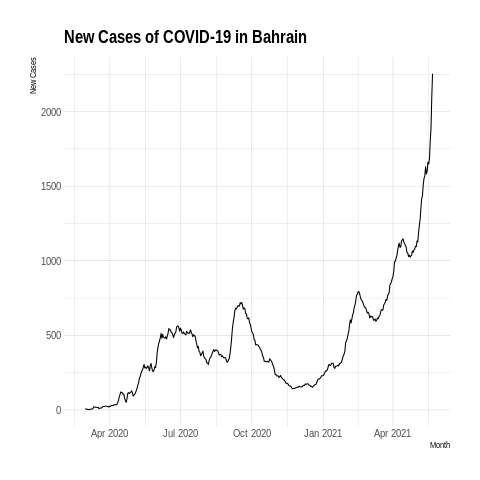 New Cases of COVID-19 in Bahrain
New Cases
2000
1500
1000
500
0
Apr 2020 Jul 2020 Oct 2020 Jan 2021 Apr 2021
Month